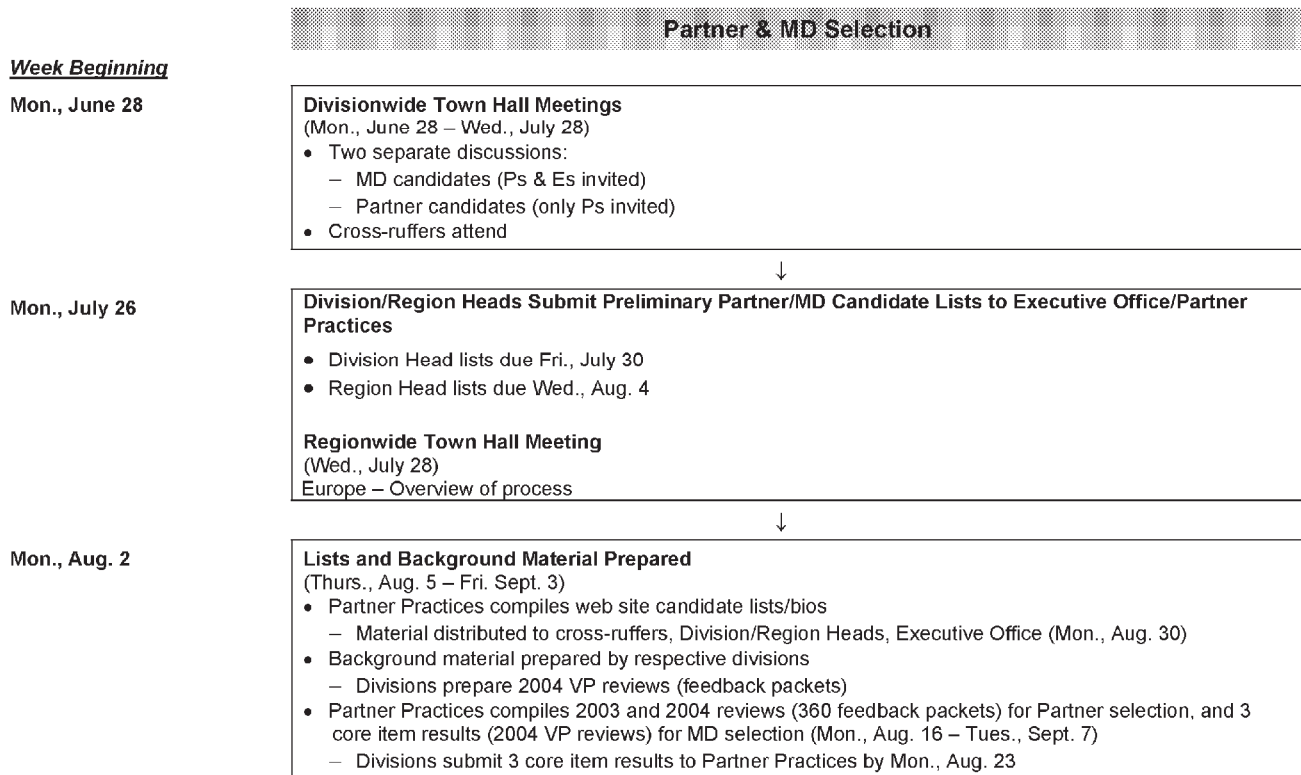 Partner & MD Selection
Week Beginning
Mon., June 28
Divisionwide Town Hall Meetings
(Mon., June 28 – Wed., July 28)
• Two separate discussions:
– MD candidates (Ps & Es invited)
– Partner candidates (only Ps invited)
• Cross-ruffers attend
↓
Mon., July 26
Division/Region Heads Submit Preliminary Partner/MD Candidate Lists to Executive Office/Partner
Practices
• Division Head lists due Fri., July 30
• Region Head lists due Wed., Aug. 4
Regionwide Town Hall Meeting
(Wed., July 28)
Europe – Overview of process
↓
Mon., Aug. 2
Lists and Background Material Prepared
(Thurs., Aug. 5 – Fri. Sept. 3)
• Partner Practices compiles web site candidate lists/bios
– Material distributed to cross-ruffers, Division/Region Heads, Executive Office (Mon., Aug. 30)
• Background material prepared by respective divisions
– Divisions prepare 2004 VP reviews (feedback packets)
• Partner Practices compiles 2003 and 2004 reviews (360 feedback packets) for Partner selection, and 3
core item results (2004 VP reviews) for MD selection (Mon., Aug. 16 – Tues., Sept. 7)
– Divisions submit 3 core item results to Partner Practices by Mon., Aug. 23